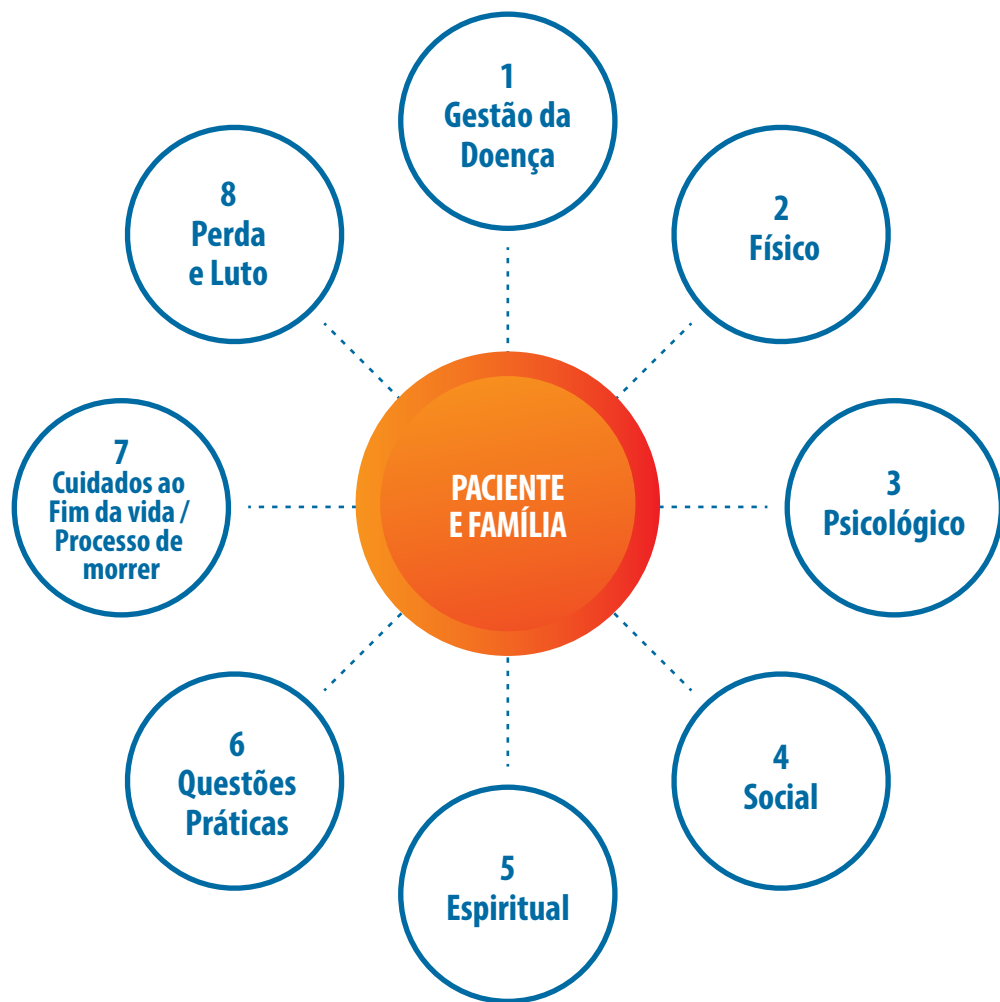 1
Gestão da
Doença
2
Físico
3
Psicológico
4
Social
5
Espiritual
6
Questões
Práticas
7
Cuidados ao
Fim da vida /
Processo de
morrer
8
Perda
e Luto
PACIENTE
E FAMÍLIA